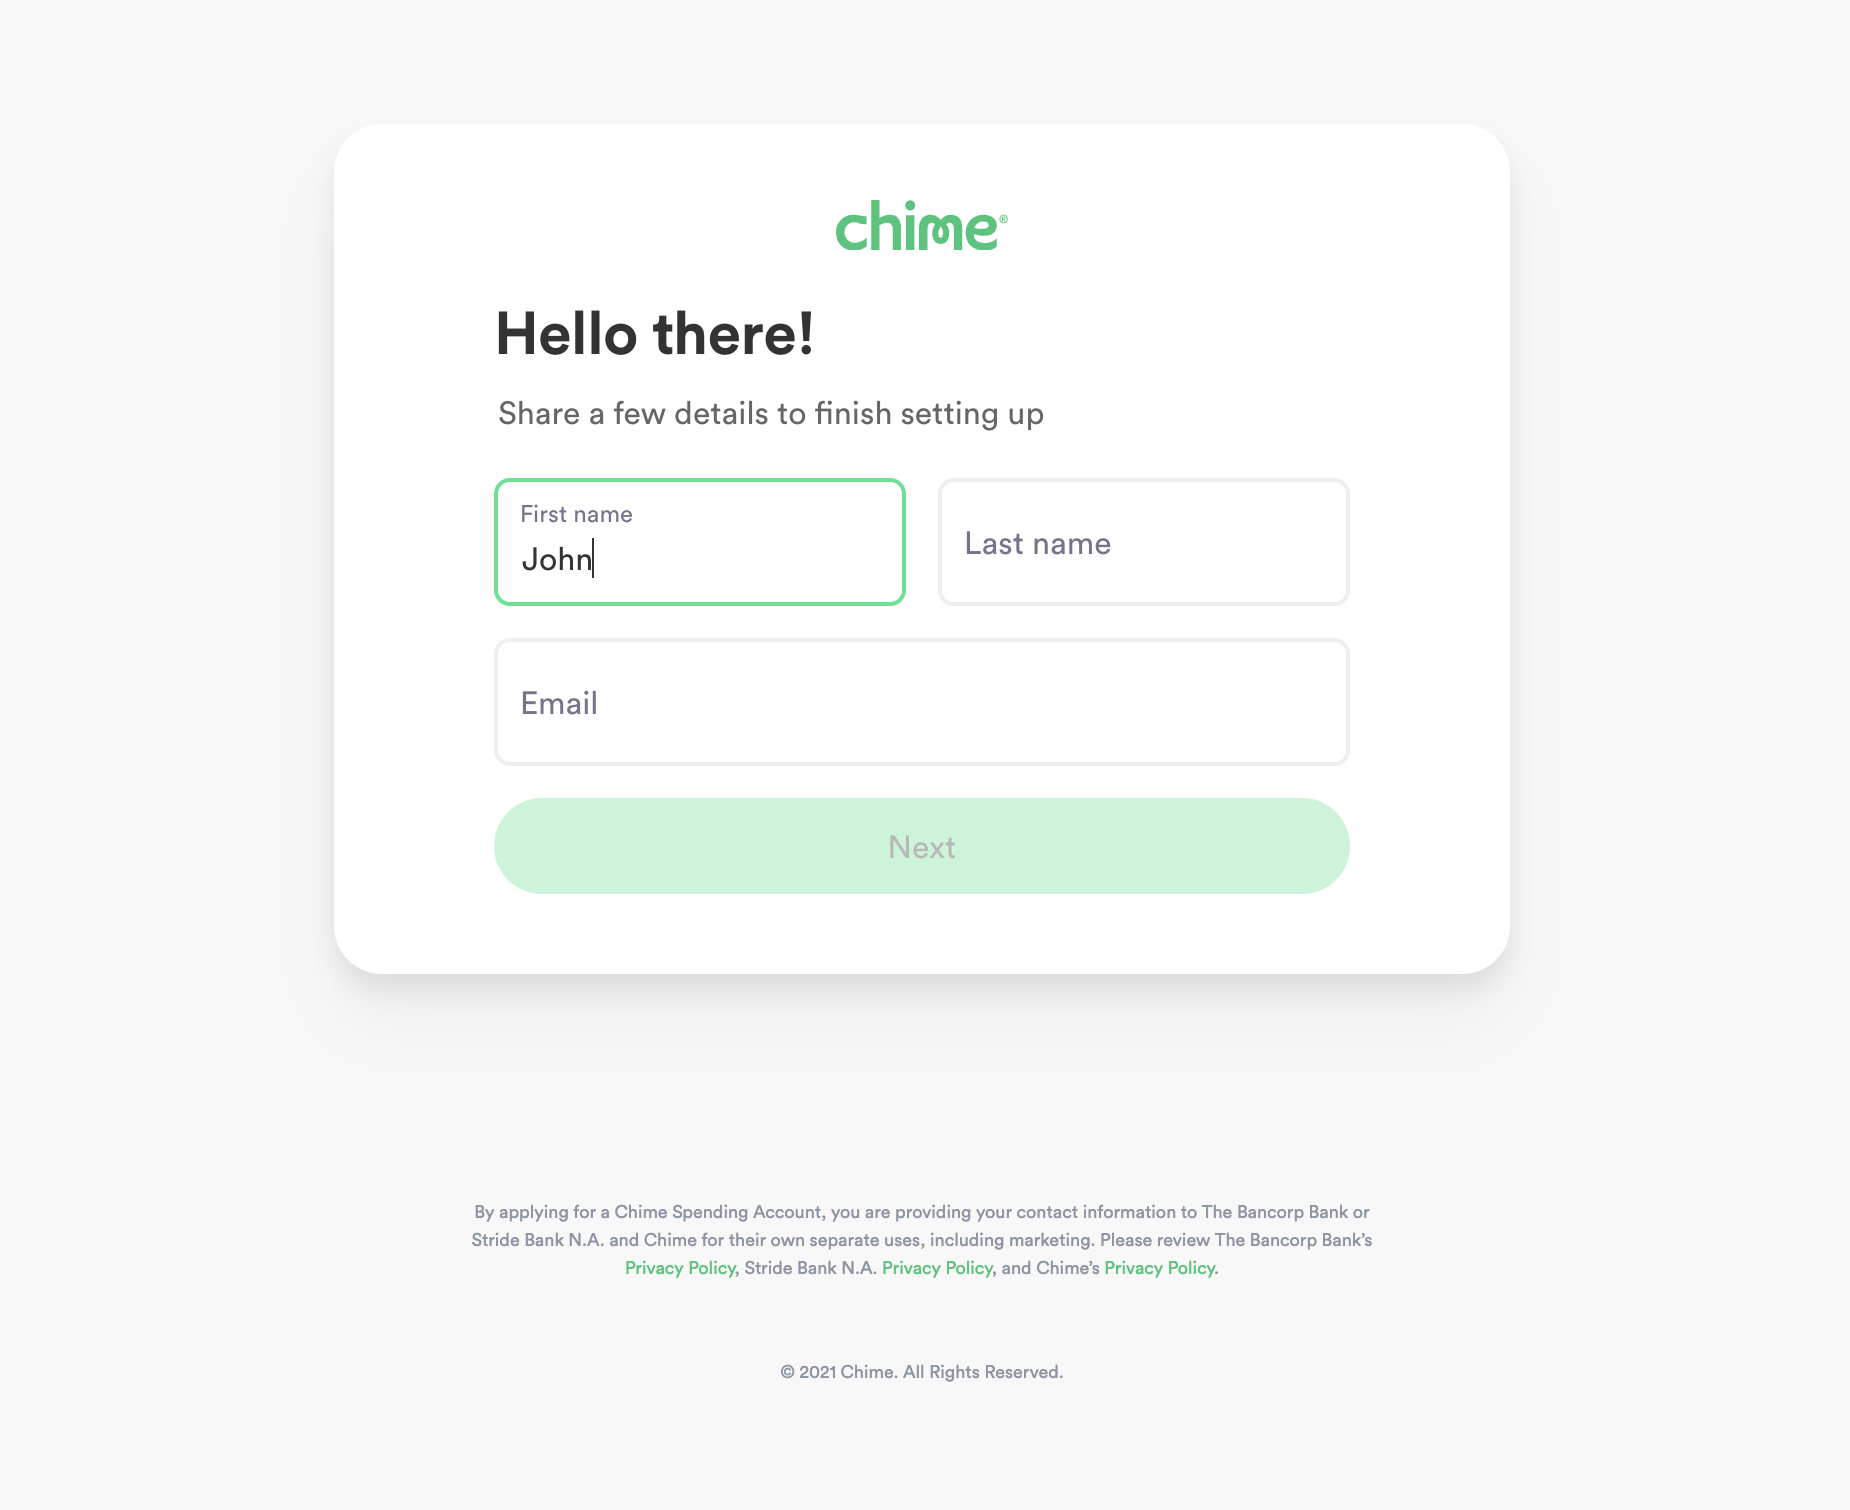 chime®
Hello there!
Share a few details to finish setting up
First name
John
Last name
Email
Next
By applying for a Chime Spending Account, you are providing your contact information to The Bancorp Bank or
Stride Bank N.A. and Chime for their own separate uses, including marketing. Please review The Bancorp Bank’s
Privacy Policy, Stride Bank N.A. Privacy Policy, and Chime’s Privacy Policy.
© 2021 Chime. All Rights Reserved.